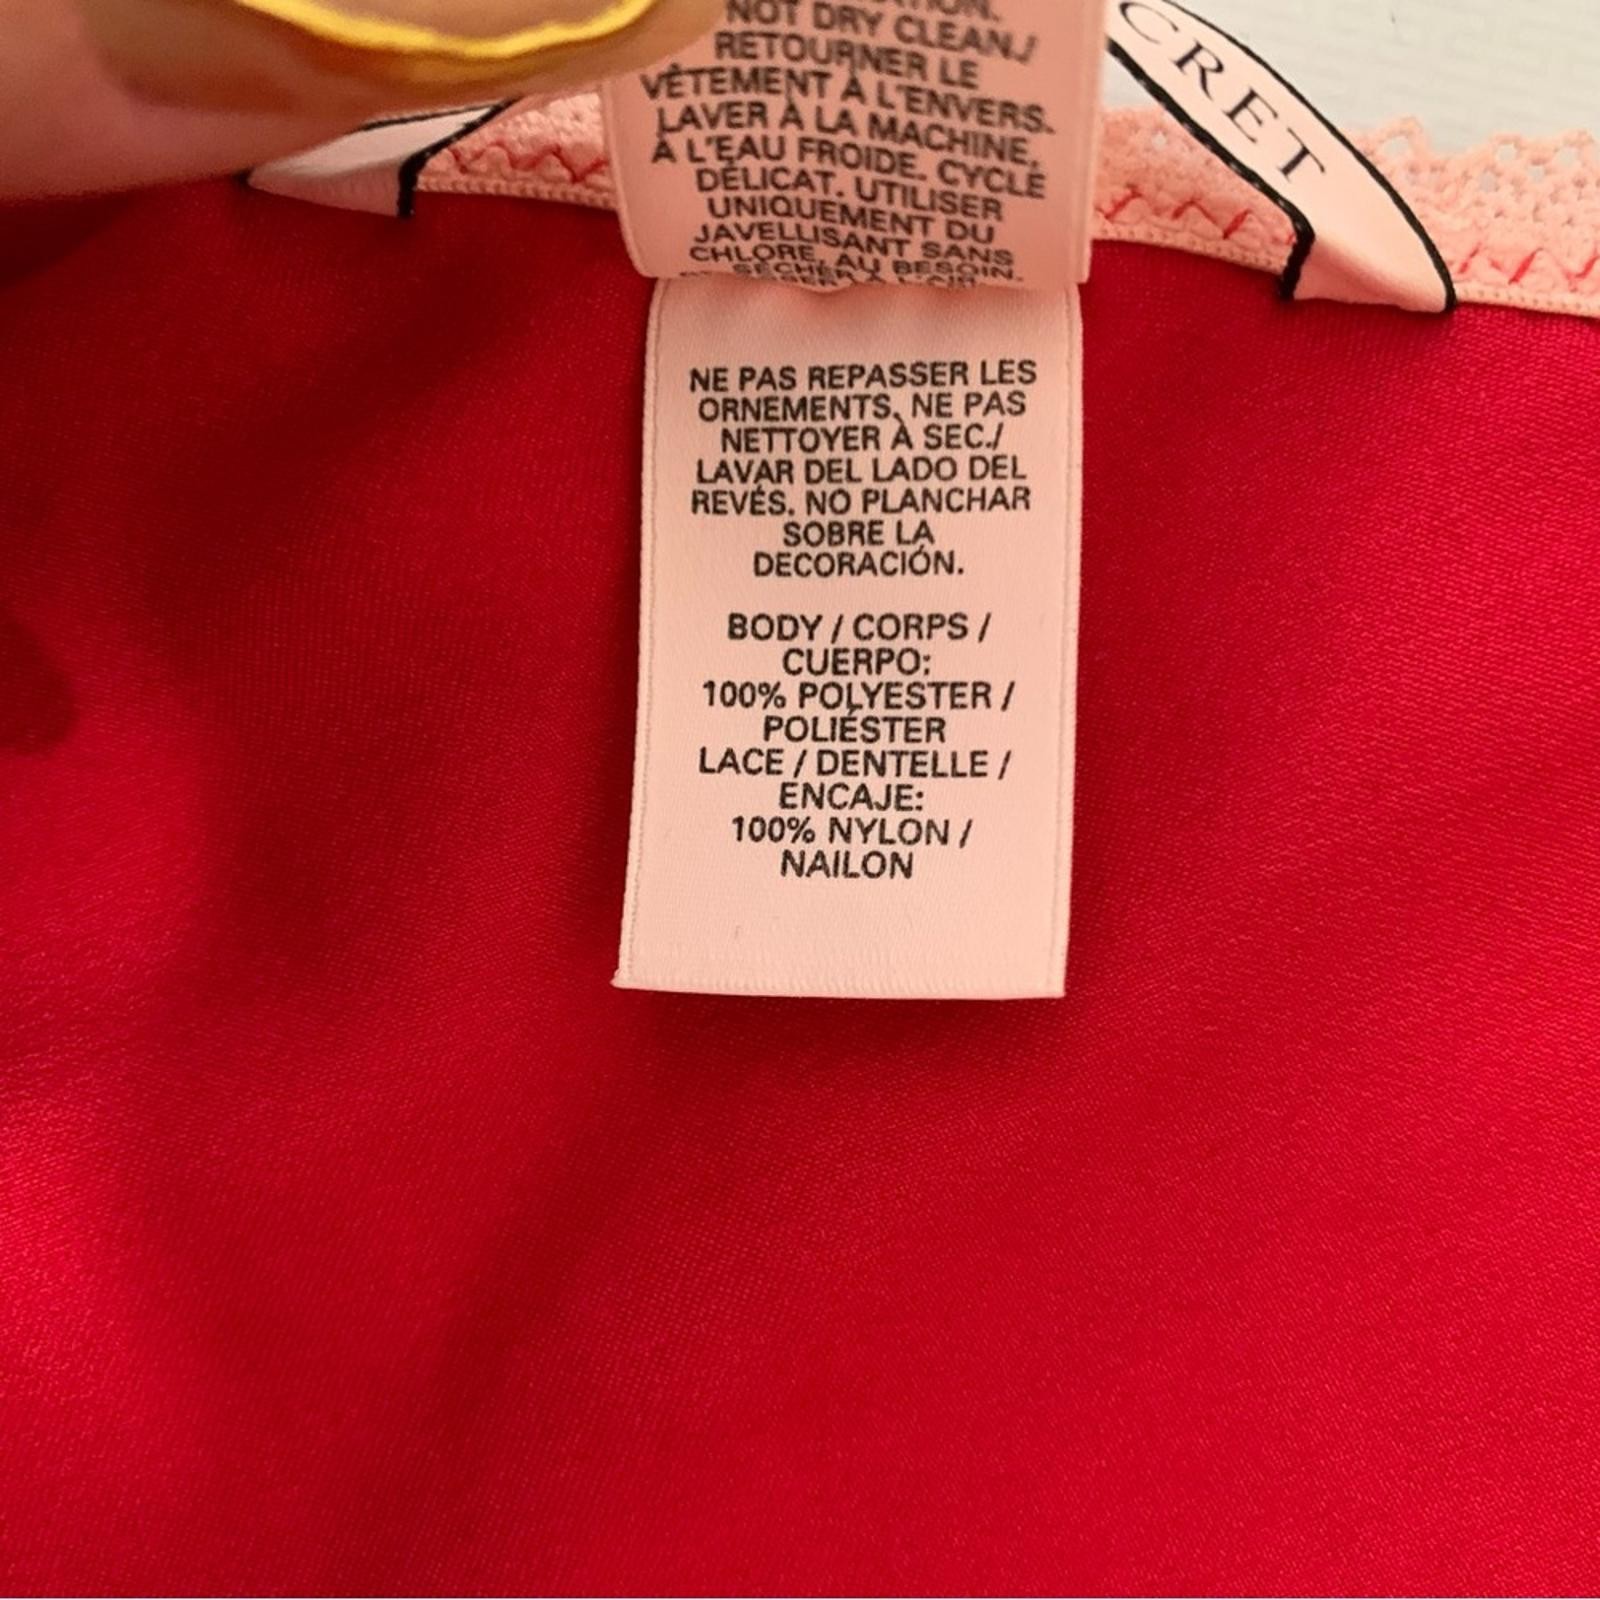 NOT DRY CLEAN./
RETOURNER LE
VÊTEMENT À L'ENVERS.
LAVER À LA MACHINE,
À L'EAU FROIDE. CYCLE
DÉLICAT. UTILISER
UNIQUEMENT DU
JAVELLISANT SANS
CHLORE, AU BESOIN.
SÉCHER À L'AIR.
CRET
NE PAS REPASSER LES
ORNEMENTS, NE PAS
NETTOYER À SEC./
LAVAR DEL LADO DEL
REVÉS. NO PLANCHAR
SOBRE LA
DECORACIÓN.
BODY / CORPS /
CUERPO:
100% POLYESTER /
POLIÉSTER
LACE / DENTELLE /
ENCAJE:
100% NYLON /
NAILON